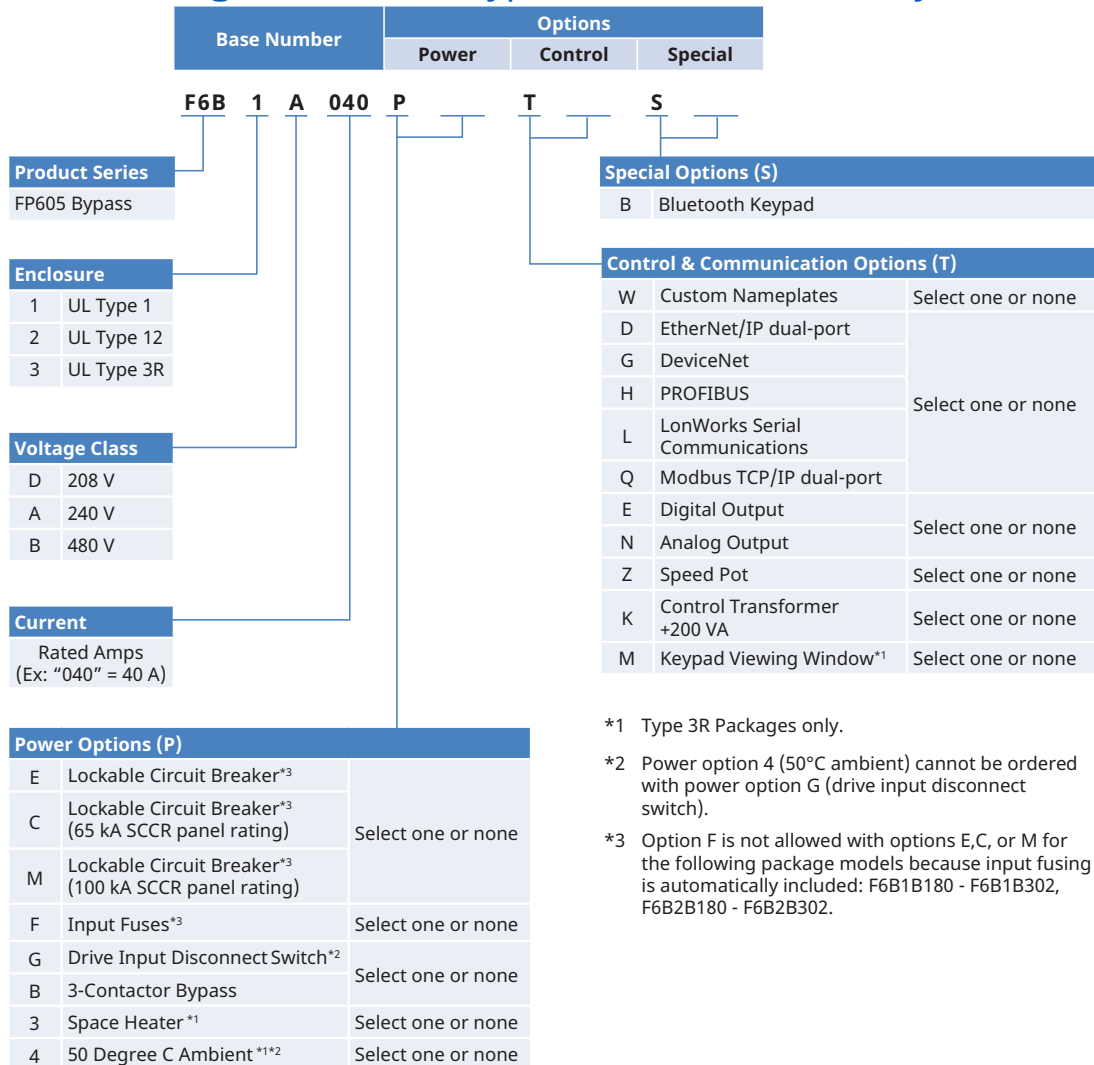 Base Number
Options
Power Control Special
F6B 1 A 040 P T S
Product Series
FP605 Bypass
Enclosure
1 UL Type 1
2 UL Type 12
3 UL Type 3R
Voltage Class
D 208 V
A 240 V
B 480 V
Current
Rated Amps
(Ex: “040” = 40 A)
Power Options (P)
E Lockable Circuit Breaker*3
C Lockable Circuit Breaker*3
(65 kA SCCR panel rating)
M Lockable Circuit Breaker*3
(100 kA SCCR panel rating)
Select one or none
F Input Fuses*3 Select one or none
G Drive Input Disconnect Switch*2
B 3-Contactor Bypass
Select one or none
3 Space Heater *1 Select one or none
4 50 Degree C Ambient *1*2 Select one or none
Special Options (S)
B Bluetooth Keypad
Control & Communication Options (T)
W Custom Nameplates Select one or none
D EtherNet/IP dual-port
G DeviceNet
H PROFIBUS
L LonWorks Serial
Communications
Q Modbus TCP/IP dual-port
Select one or none
E Digital Output
N Analog Output
Select one or none
Z Speed Pot Select one or none
K Control Transformer
+200 VA
Select one or none
M Keypad Viewing Window*1 Select one or none
*1 Type 3R Packages only.
*2 Power option 4 (50°C ambient) cannot be ordered
with power option G (drive input disconnect
switch).
*3 Option F is not allowed with options E,C, or M for
the following package models because input fusing
is automatically included: F6B1B180 - F6B1B302,
F6B2B180 - F6B2B302.